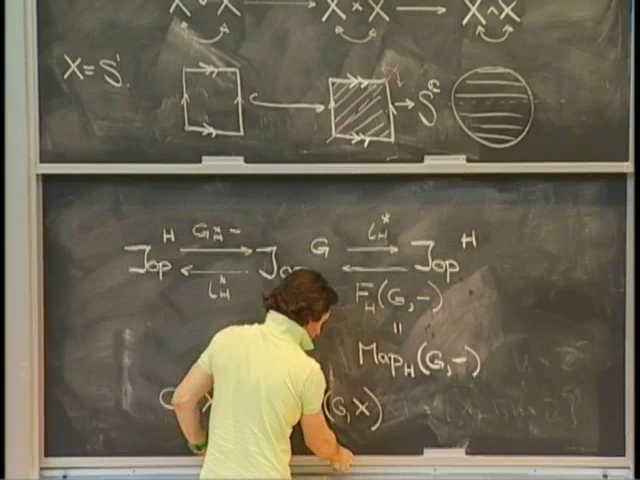 X ∨ X → X × X → X ∧ X
X = S¹. ⟶ → S²
Top^H G ×_H - Top^G i_H^* Top^H
i_H^* F_H(G,-)
=
Map_H(G,-)
(G,X)